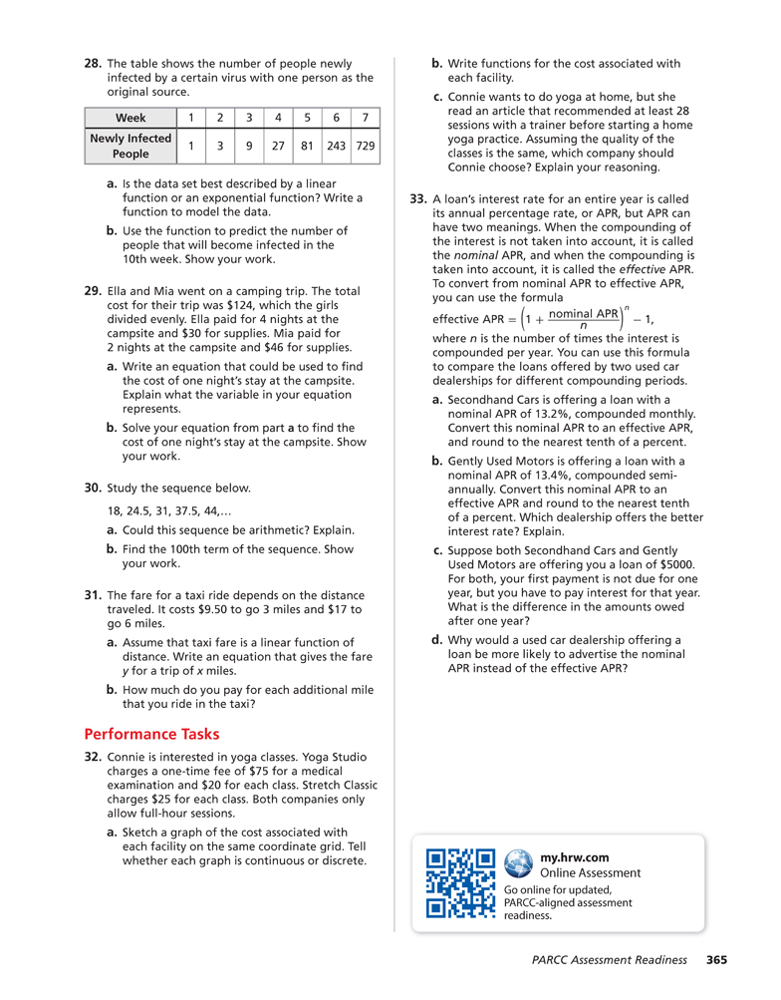 28. The table shows the number of people newly
infected by a certain virus with one person as the
original source.
Week 1 2 3 4 5 6 7
Newly Infected
People 1 3 9 27 81 243 729
a. Is the data set best described by a linear
function or an exponential function? Write a
function to model the data.
b. Use the function to predict the number of
people that will become infected in the
10th week. Show your work.
29. Ella and Mia went on a camping trip. The total
cost for their trip was $124, which the girls
divided evenly. Ella paid for 4 nights at the
campsite and $30 for supplies. Mia paid for
2 nights at the campsite and $46 for supplies.
a. Write an equation that could be used to find
the cost of one night's stay at the campsite.
Explain what the variable in your equation
represents.
b. Solve your equation from part a to find the
cost of one night's stay at the campsite. Show
your work.
30. Study the sequence below.
18, 24.5, 31, 37.5, 44,…
a. Could this sequence be arithmetic? Explain.
b. Find the 100th term of the sequence. Show
your work.
31. The fare for a taxi ride depends on the distance
traveled. It costs $9.50 to go 3 miles and $17 to
go 6 miles.
a. Assume that taxi fare is a linear function of
distance. Write an equation that gives the fare
y for a trip of x miles.
b. How much do you pay for each additional mile
that you ride in the taxi?
Performance Tasks
32. Connie is interested in yoga classes. Yoga Studio
charges a one-time fee of $75 for a medical
examination and $20 for each class. Stretch Classic
charges $25 for each class. Both companies only
allow full-hour sessions.
a. Sketch a graph of the cost associated with
each facility on the same coordinate grid. Tell
whether each graph is continuous or discrete.
b. Write functions for the cost associated with
each facility.
c. Connie wants to do yoga at home, but she
read an article that recommended at least 28
sessions with a trainer before starting a home
yoga practice. Assuming the quality of the
classes is the same, which company should
Connie choose? Explain your reasoning.
33. A loan's interest rate for an entire year is called
its annual percentage rate, or APR, but APR can
have two meanings. When the compounding of
the interest is not taken into account, it is called
the nominal APR, and when the compounding is
taken into account, it is called the effective APR.
To convert from nominal APR to effective APR,
you can use the formula
effective APR = (1 + nominal APR / n)^n − 1,
where n is the number of times the interest is
compounded per year. You can use this formula
to compare the loans offered by two used car
dealerships for different compounding periods.
a. Secondhand Cars is offering a loan with a
nominal APR of 13.2%, compounded monthly.
Convert this nominal APR to an effective APR,
and round to the nearest tenth of a percent.
b. Gently Used Motors is offering a loan with a
nominal APR of 13.4%, compounded semi-
annually. Convert this nominal APR to an
effective APR and round to the nearest tenth
of a percent. Which dealership offers the better
interest rate? Explain.
c. Suppose both Secondhand Cars and Gently
Used Motors are offering you a loan of $5000.
For both, your first payment is not due for one
year, but you have to pay interest for that year.
What is the difference in the amounts owed
after one year?
d. Why would a used car dealership offering a
loan be more likely to advertise the nominal
APR instead of the effective APR?
my.hrw.com
Online Assessment
Go online for updated,
PARCC-aligned assessment
readiness.
PARCC Assessment Readiness 365